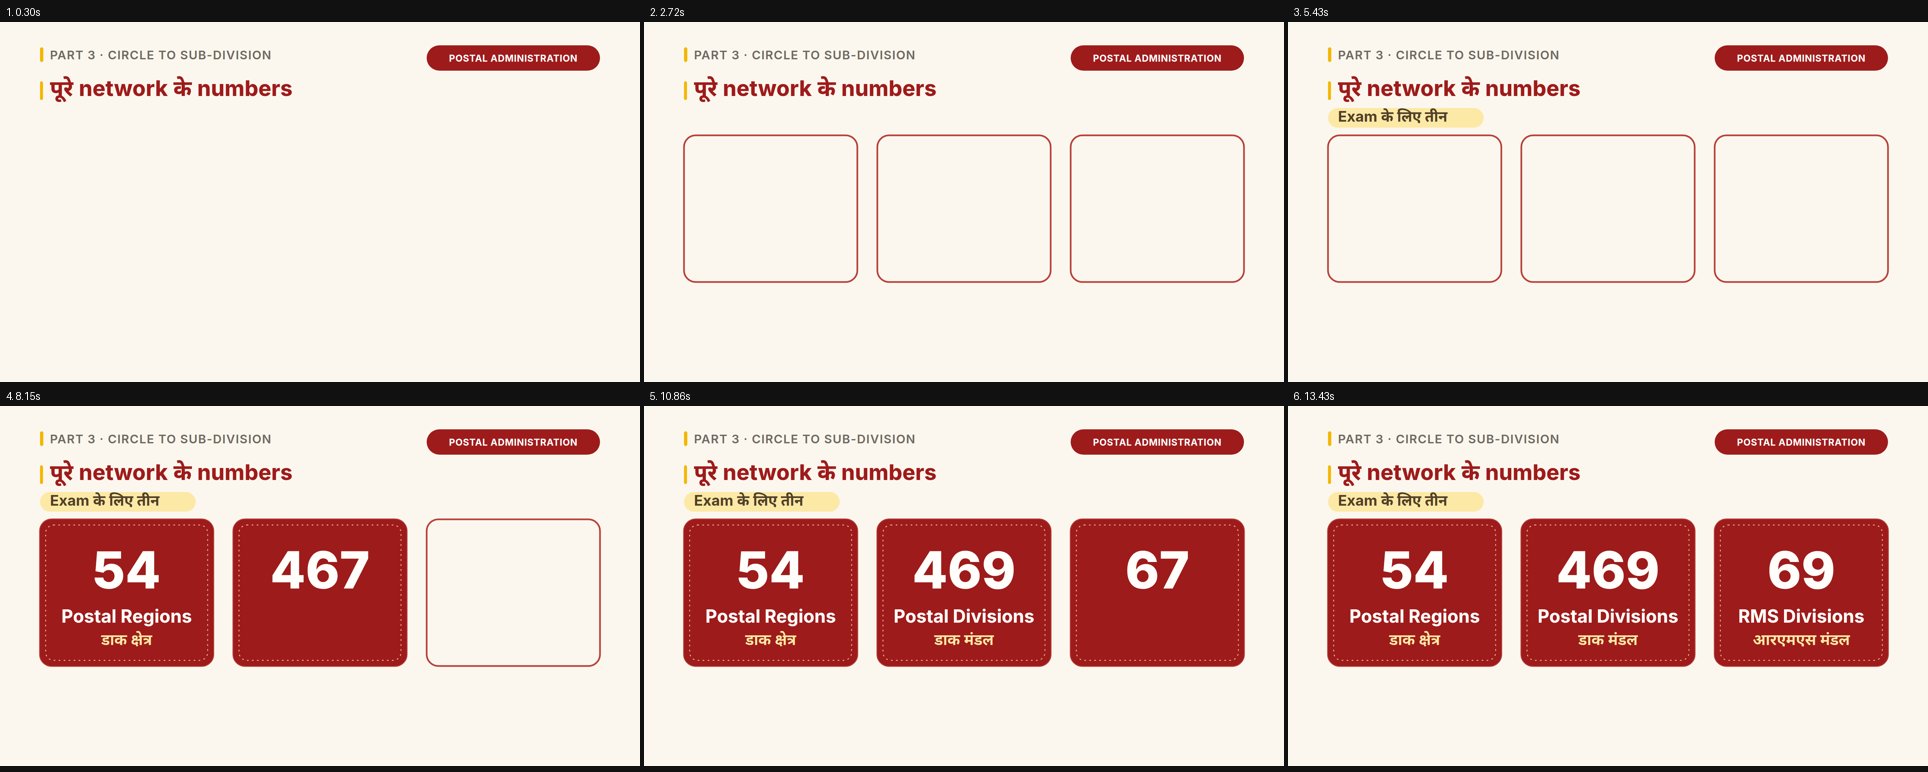 1. 0.30s
PART 3 · CIRCLE TO SUB-DIVISION
POSTAL ADMINISTRATION
पूरे network के numbers
2. 2.72s
PART 3 · CIRCLE TO SUB-DIVISION
POSTAL ADMINISTRATION
पूरे network के numbers
3. 5.43s
PART 3 · CIRCLE TO SUB-DIVISION
POSTAL ADMINISTRATION
पूरे network के numbers
Exam के लिए तीन
4. 8.15s
PART 3 · CIRCLE TO SUB-DIVISION
POSTAL ADMINISTRATION
पूरे network के numbers
Exam के लिए तीन
54
Postal Regions
डाक क्षेत्र
467
5. 10.86s
PART 3 · CIRCLE TO SUB-DIVISION
POSTAL ADMINISTRATION
पूरे network के numbers
Exam के लिए तीन
54
Postal Regions
डाक क्षेत्र
469
Postal Divisions
डाक मंडल
67
6. 13.43s
PART 3 · CIRCLE TO SUB-DIVISION
POSTAL ADMINISTRATION
पूरे network के numbers
Exam के लिए तीन
54
Postal Regions
डाक क्षेत्र
469
Postal Divisions
डाक मंडल
69
RMS Divisions
आरएमएस मंडल